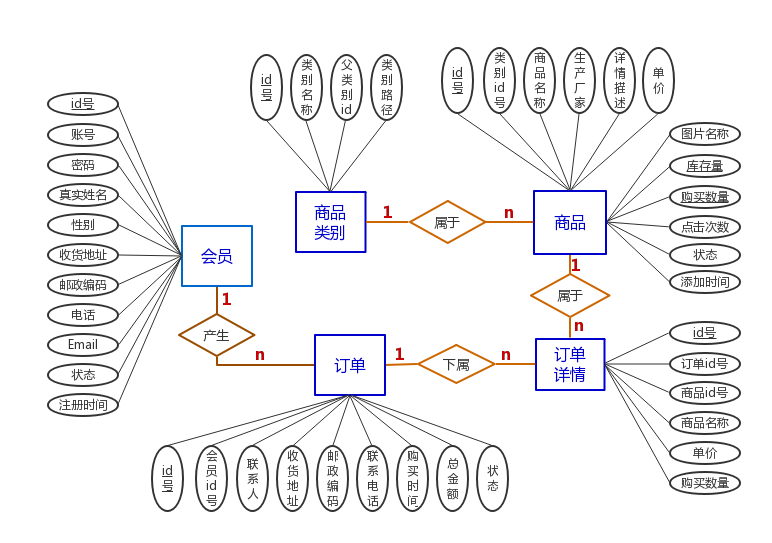 id号
账号
密码
真实姓名
性别
收货地址
邮政编码
电话
Email
状态
注册时间
会员
1
产生
n
id
号
类别名称
父类别id
类别路径
商品
类别
1
属于
n
id
号
类别id号
商品名称
生产厂家
详情描述
单价
商品
图片名称
库存量
购买数量
点击次数
状态
添加时间
1
属于
n
订单
1
下属
n
订单
详情
id号
订单id号
商品id号
商品名称
单价
购买数量
id
号
会员id号
联系人
收货地址
邮政编码
联系电话
购买时间
总金额
状态